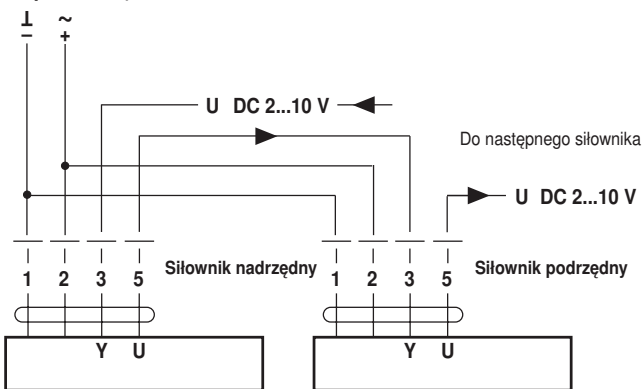 ⊥ ~
− +
U DC 2...10 V
Do następnego siłownika
U DC 2...10 V
1 2 3 5 Siłownik nadrzędny 1 2 3 5 Siłownik podrzędny
Y U Y U